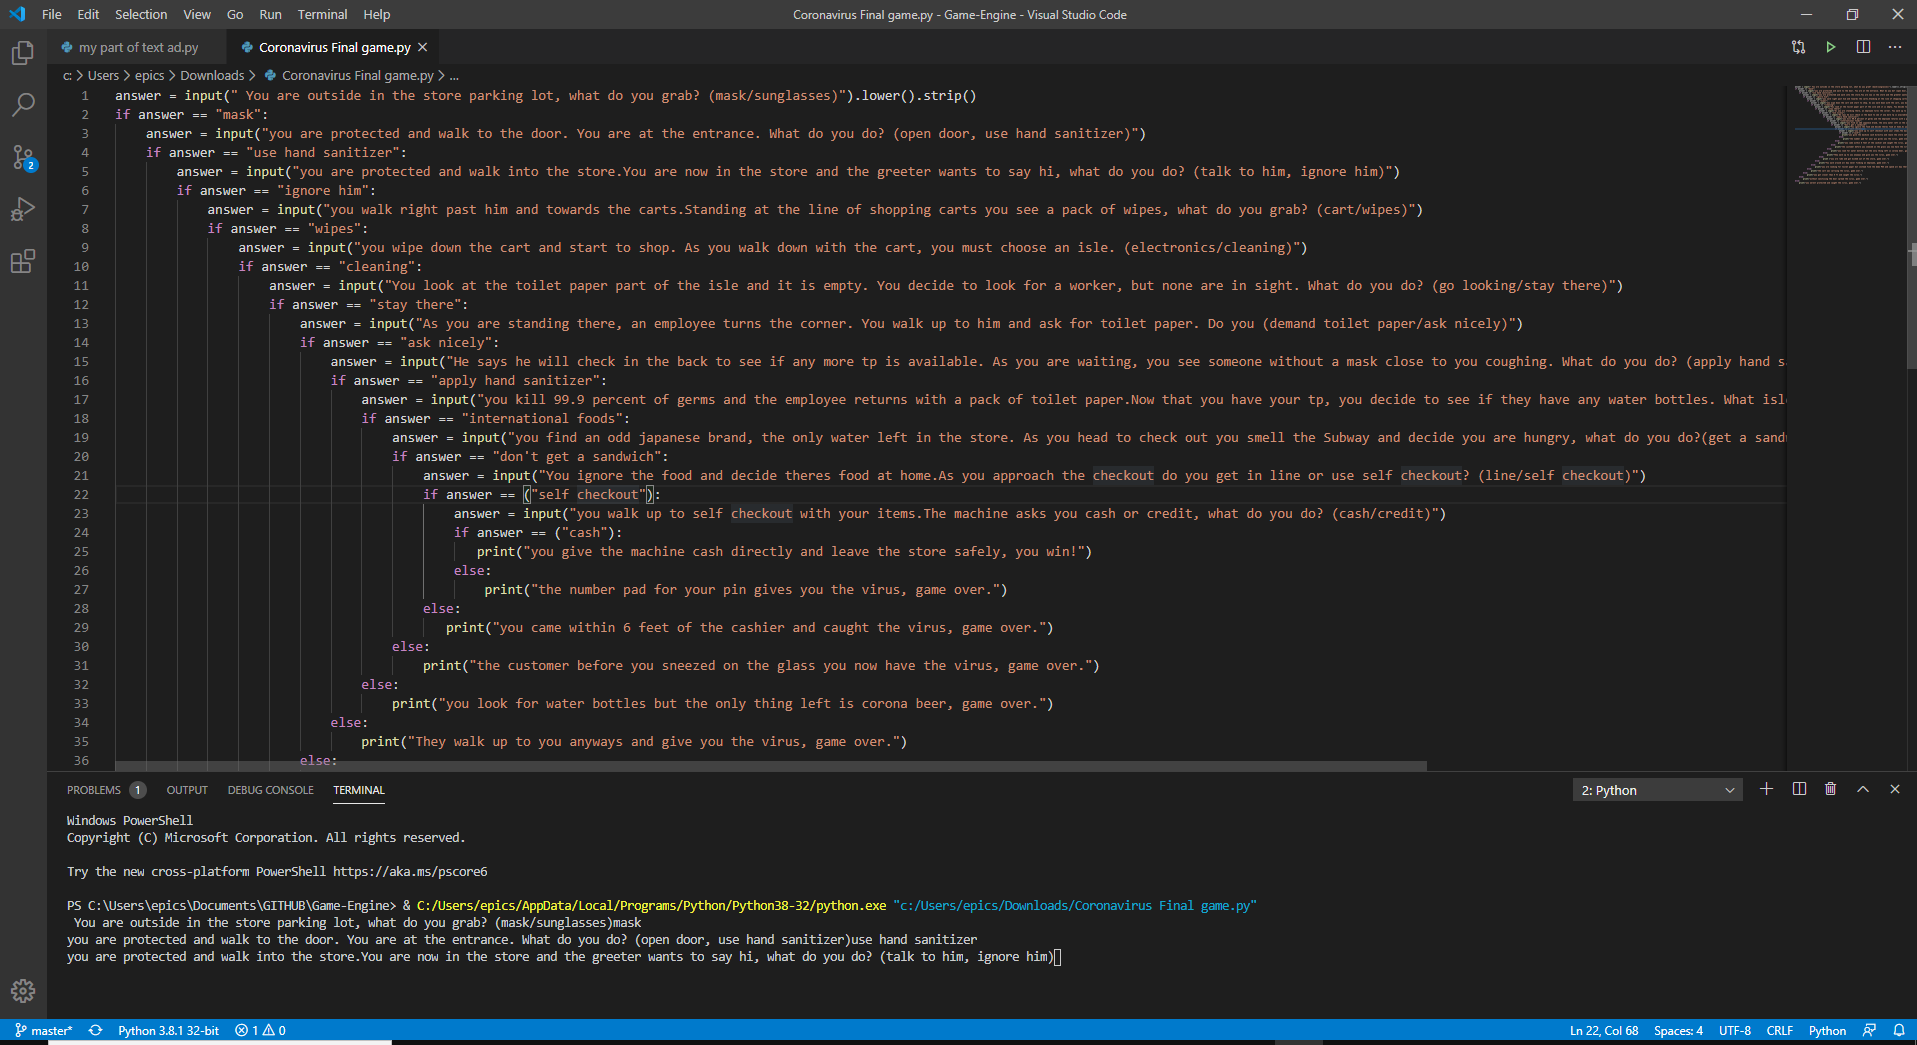 File Edit Selection View Go Run Terminal Help Coronavirus Final game.py - Game-Engine - Visual Studio Code
my part of text ad.py Coronavirus Final game.py
c: > Users > epics > Downloads > Coronavirus Final game.py > ...
1 answer = input(" You are outside in the store parking lot, what do you grab? (mask/sunglasses)").lower().strip()
2 if answer == "mask":
3 answer = input("you are protected and walk to the door. You are at the entrance. What do you do? (open door, use hand sanitizer)")
4 if answer == "use hand sanitizer":
5 answer = input("you are protected and walk into the store.You are now in the store and the greeter wants to say hi, what do you do? (talk to him, ignore him)")
6 if answer == "ignore him":
7 answer = input("you walk right past him and towards the carts.Standing at the line of shopping carts you see a pack of wipes, what do you grab? (cart/wipes)")
8 if answer == "wipes":
9 answer = input("you wipe down the cart and start to shop. As you walk down with the cart, you must choose an isle. (electronics/cleaning)")
10 if answer == "cleaning":
11 answer = input("You look at the toilet paper part of the isle and it is empty. You decide to look for a worker, but none are in sight. What do you do? (go looking/stay there)")
12 if answer == "stay there":
13 answer = input("As you are standing there, an employee turns the corner. You walk up to him and ask for toilet paper. Do you (demand toilet paper/ask nicely)")
14 if answer == "ask nicely":
15 answer = input("He says he will check in the back to see if any more tp is available. As you are waiting, you see someone without a mask close to you coughing. What do you do? (apply hand s
16 if answer == "apply hand sanitizer":
17 answer = input("you kill 99.9 percent of germs and the employee returns with a pack of toilet paper.Now that you have your tp, you decide to see if they have any water bottles. What isl
18 if answer == "international foods":
19 answer = input("you find an odd japanese brand, the only water left in the store. As you head to check out you smell the Subway and decide you are hungry, what do you do?(get a sand
20 if answer == "don't get a sandwich":
21 answer = input("You ignore the food and decide theres food at home.As you approach the checkout do you get in line or use self checkout? (line/self checkout)")
22 if answer == ("self checkout"):
23 answer = input("you walk up to self checkout with your items.The machine asks you cash or credit, what do you do? (cash/credit)")
24 if answer == ("cash"):
25 print("you give the machine cash directly and leave the store safely, you win!")
26 else:
27 print("the number pad for your pin gives you the virus, game over.")
28 else:
29 print("you came within 6 feet of the cashier and caught the virus, game over.")
30 else:
31 print("the customer before you sneezed on the glass you now have the virus, game over.")
32 else:
33 print("you look for water bottles but the only thing left is corona beer, game over.")
34 else:
35 print("They walk up to you anyways and give you the virus, game over.")
36 else:
2
PROBLEMS 1 OUTPUT DEBUG CONSOLE TERMINAL 2: Python
Windows PowerShell
Copyright (C) Microsoft Corporation. All rights reserved.
Try the new cross-platform PowerShell https://aka.ms/pscore6
PS C:\Users\epics\Documents\GITHUB\Game-Engine> & C:/Users/epics/AppData/Local/Programs/Python/Python38-32/python.exe "c:/Users/epics/Downloads/Coronavirus Final game.py"
You are outside in the store parking lot, what do you grab? (mask/sunglasses)mask
you are protected and walk to the door. You are at the entrance. What do you do? (open door, use hand sanitizer)use hand sanitizer
you are protected and walk into the store.You are now in the store and the greeter wants to say hi, what do you do? (talk to him, ignore him)
master* Python 3.8.1 32-bit 1 0 Ln 22, Col 68 Spaces: 4 UTF-8 CRLF Python